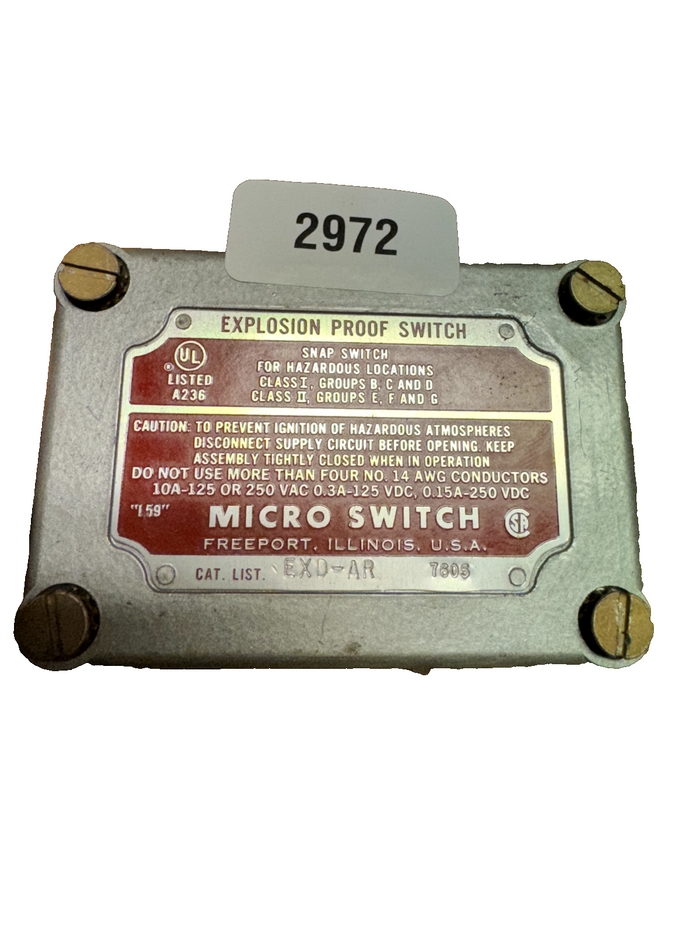 2972
EXPLOSION PROOF SWITCH
SNAP SWITCH
FOR HAZARDOUS LOCATIONS
CLASS I, GROUPS B, C AND D
CLASS II, GROUPS E, F AND G
UL
®
LISTED
A236
CAUTION: TO PREVENT IGNITION OF HAZARDOUS ATMOSPHERES
DISCONNECT SUPPLY CIRCUIT BEFORE OPENING. KEEP
ASSEMBLY TIGHTLY CLOSED WHEN IN OPERATION
DO NOT USE MORE THAN FOUR NO. 14 AWG CONDUCTORS
10A-125 OR 250 VAC 0.3A-125 VDC, 0.15A-250 VDC
"L59" MICRO SWITCH SA
FREEPORT, ILLINOIS, U.S.A.
CAT. LIST. EXD-AR